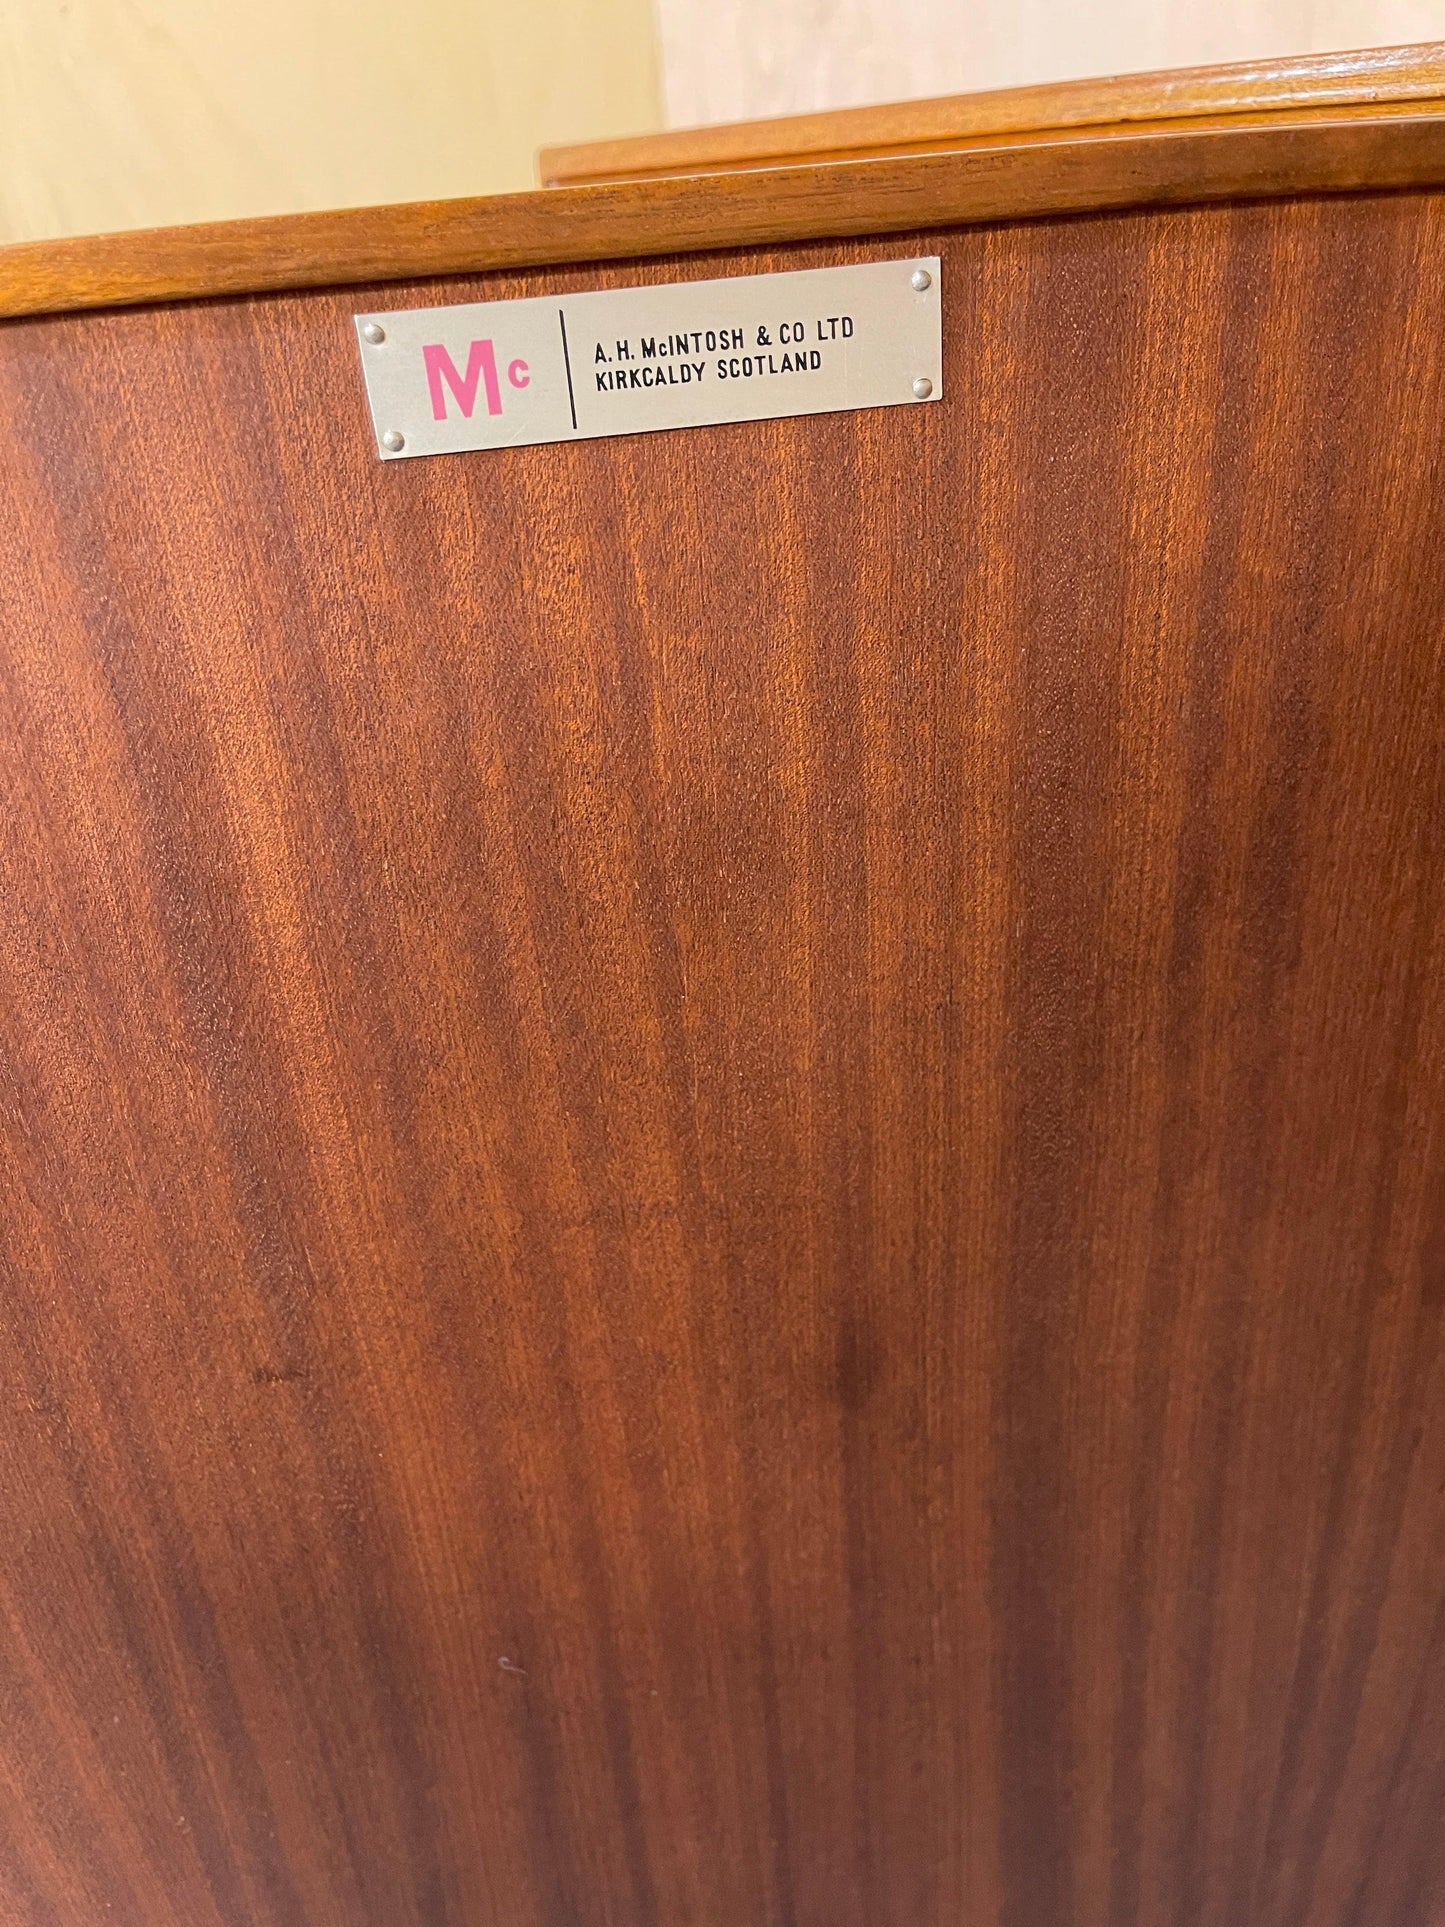 Mc
A.H. McINTOSH & CO LTD
KIRKCALDY SCOTLAND